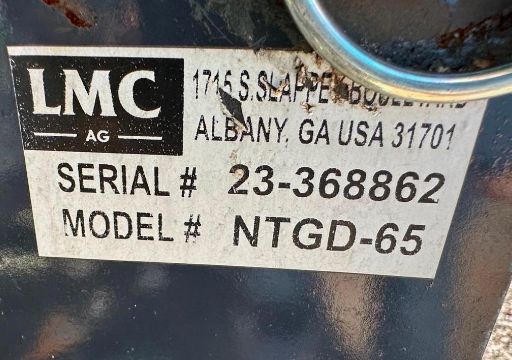 LMC
AG
1715 S. SLAPPEY BOULEVARD
ALBANY, GA USA 31701
SERIAL # 23-368862
MODEL # NTGD-65